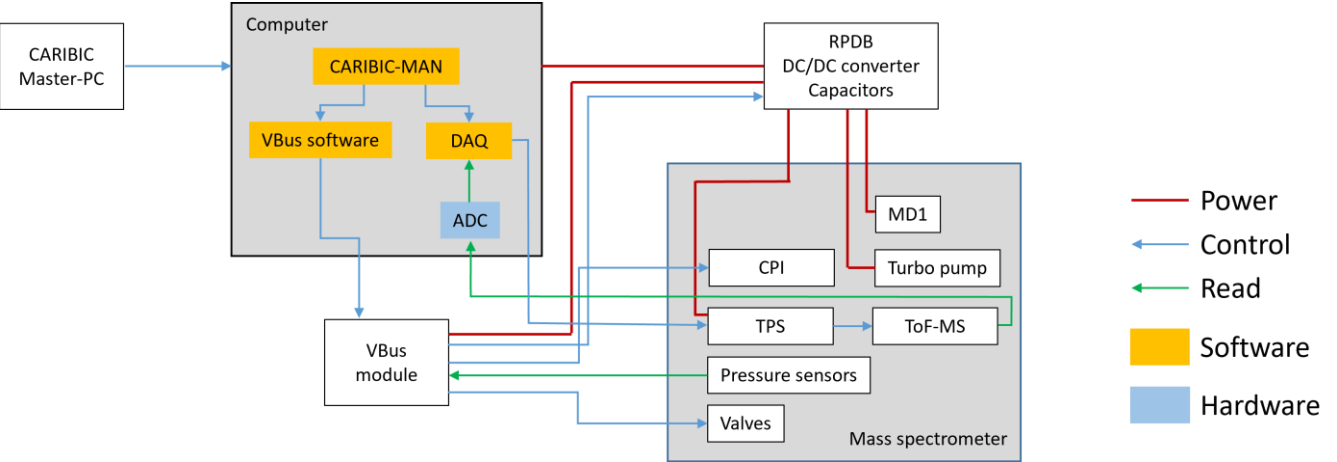 CARIBIC
Master-PC
Computer
CARIBIC-MAN
VBus software
DAQ
ADC
VBus
module
RPDB
DC/DC converter
Capacitors
MD1
CPI
Turbo pump
TPS
ToF-MS
Pressure sensors
Valves
Mass spectrometer
Power
Control
Read
Software
Hardware